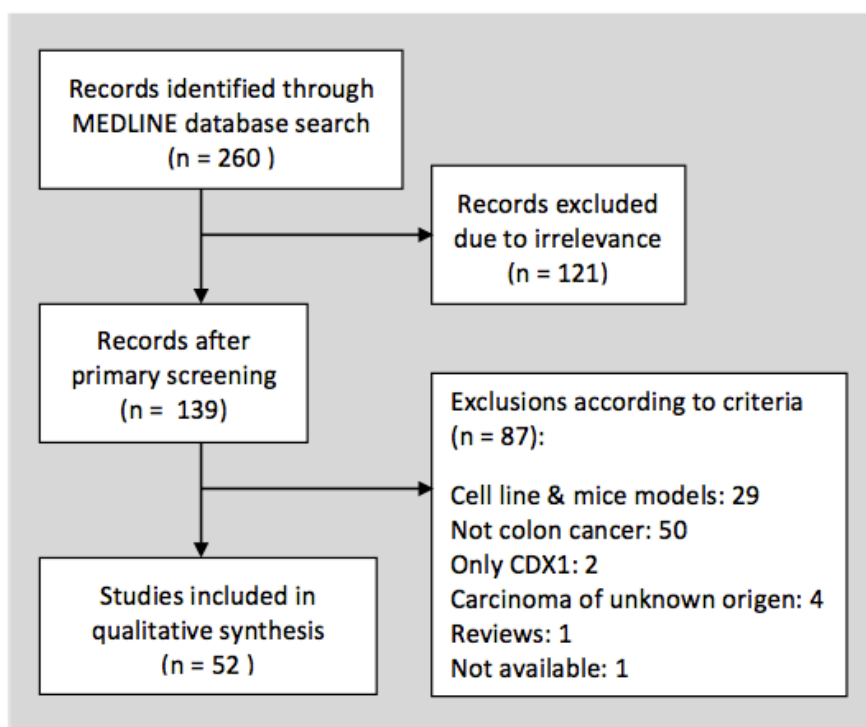 Records identified through
MEDLINE database search
(n = 260 )
Records excluded
due to irrelevance
(n = 121)
Records after
primary screening
(n =  139)
Exclusions according to criteria
(n = 87):
Cell line & mice models: 29
Not colon cancer: 50
Only CDX1: 2
Carcinoma of unknown origen: 4
Reviews: 1
Not available: 1
Studies included in
qualitative synthesis
(n = 52 )